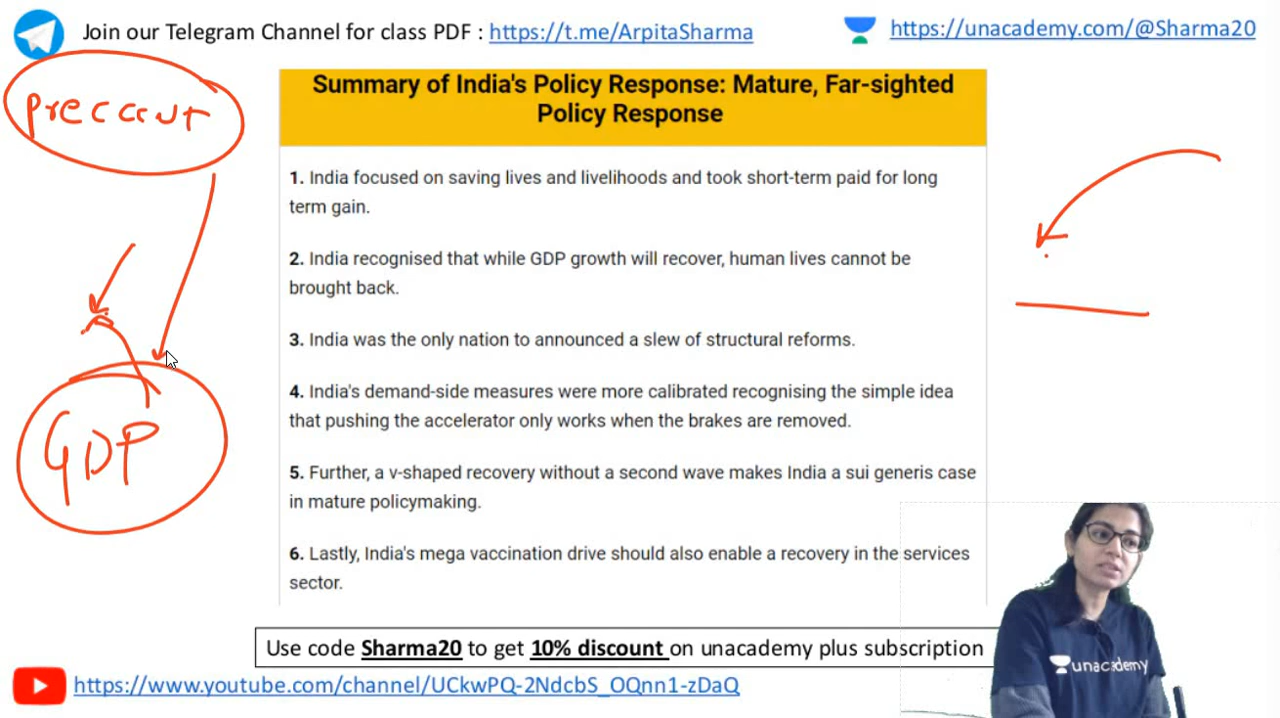 Join our Telegram Channel for class PDF : https://t.me/ArpitaSharma
https://unacademy.com/@Sharma20
Summary of India's Policy Response: Mature, Far-sighted
Policy Response
1. India focused on saving lives and livelihoods and took short-term paid for long
term gain.
2. India recognised that while GDP growth will recover, human lives cannot be
brought back.
3. India was the only nation to announced a slew of structural reforms.
4. India's demand-side measures were more calibrated recognising the simple idea
that pushing the accelerator only works when the brakes are removed.
5. Further, a v-shaped recovery without a second wave makes India a sui generis case
in mature policymaking.
6. Lastly, India's mega vaccination drive should also enable a recovery in the services
sector.
GDP
unacademy
Use code Sharma20 to get 10% discount on unacademy plus subscription
https://www.youtube.com/channel/UCkwPQ-2NdcbS_OQnn1-zDaQ